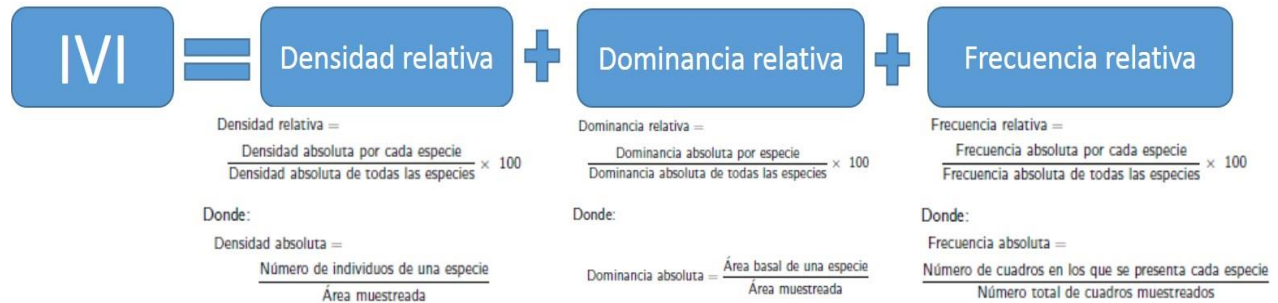 IVI = Densidad relativa + Dominancia relativa + Frecuencia relativa
Densidad relativa =
Densidad absoluta por cada especie
Densidad absoluta de todas las especies × 100
Donde:
Densidad absoluta =
Número de individuos de una especie
Área muestreada
Dominancia relativa =
Dominancia absoluta por especie
Dominancia absoluta de todas las especies × 100
Donde:
Dominancia absoluta = Área basal de una especie
Área muestreada
Frecuencia relativa =
Frecuencia absoluta por cada especie
Frecuencia absoluta de todas las especies × 100
Donde:
Frecuencia absoluta =
Número de cuadros en los que se presenta cada especie
Número total de cuadros muestreados